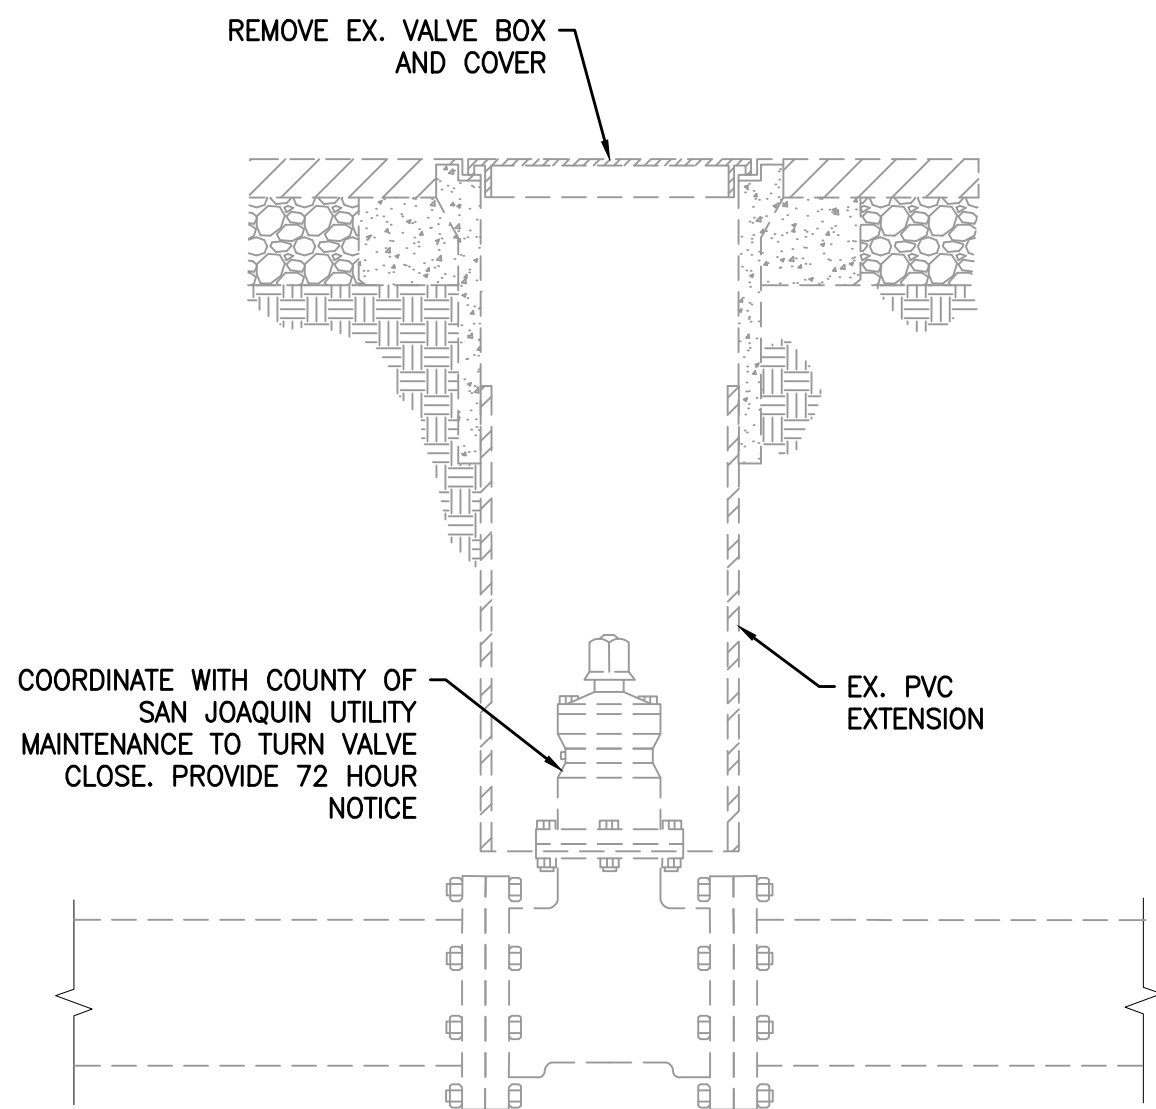 REMOVE EX. VALVE BOX
AND COVER
COORDINATE WITH COUNTY OF
SAN JOAQUIN UTILITY
MAINTENANCE TO TURN VALVE
CLOSE. PROVIDE 72 HOUR
NOTICE
EX. PVC
EXTENSION